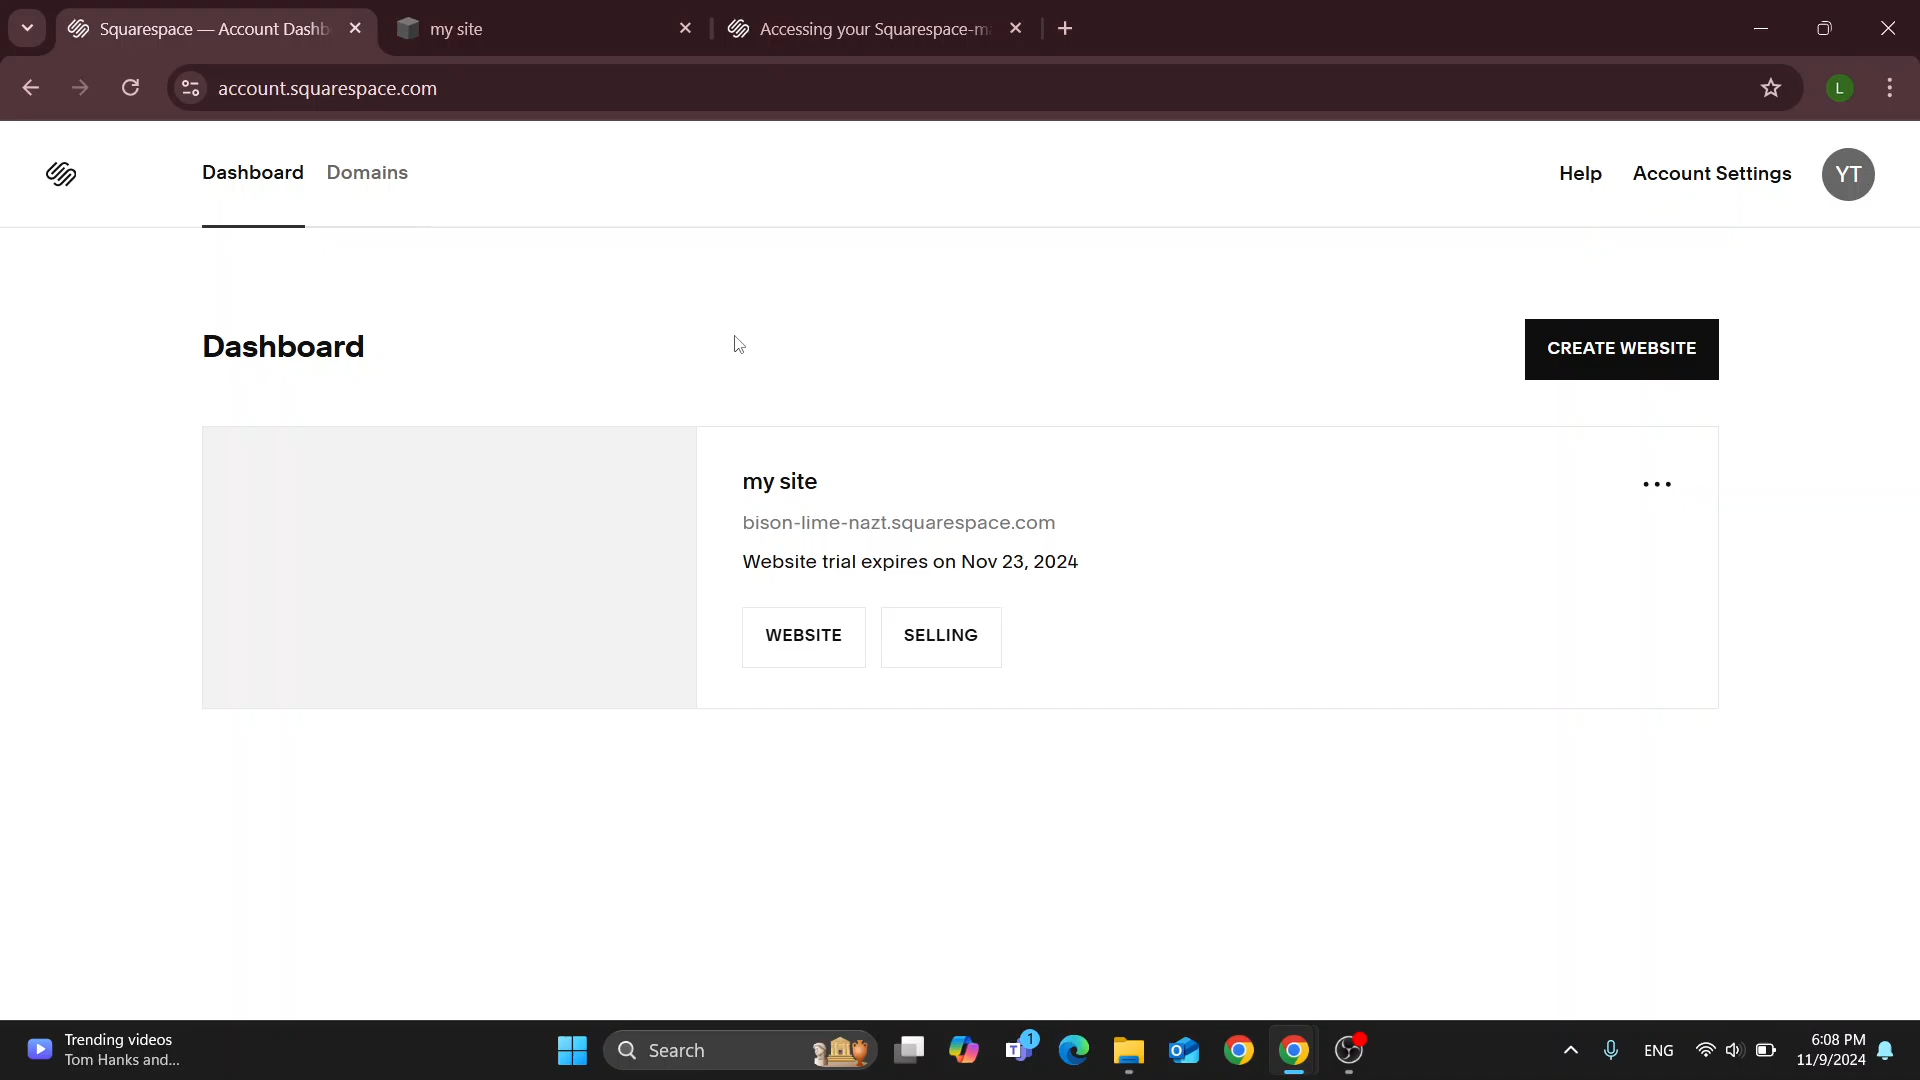 Squarespace — Account Dashb
my site
Accessing your Squarespace-m
account.squarespace.com
L
Dashboard
Domains
Help
Account Settings
YT
Dashboard
CREATE WEBSITE
my site
bison-lime-nazt.squarespace.com
Website trial expires on Nov 23, 2024
WEBSITE
SELLING
Trending videos
Tom Hanks and...
Search
1
ENG
6:08 PM
11/9/2024